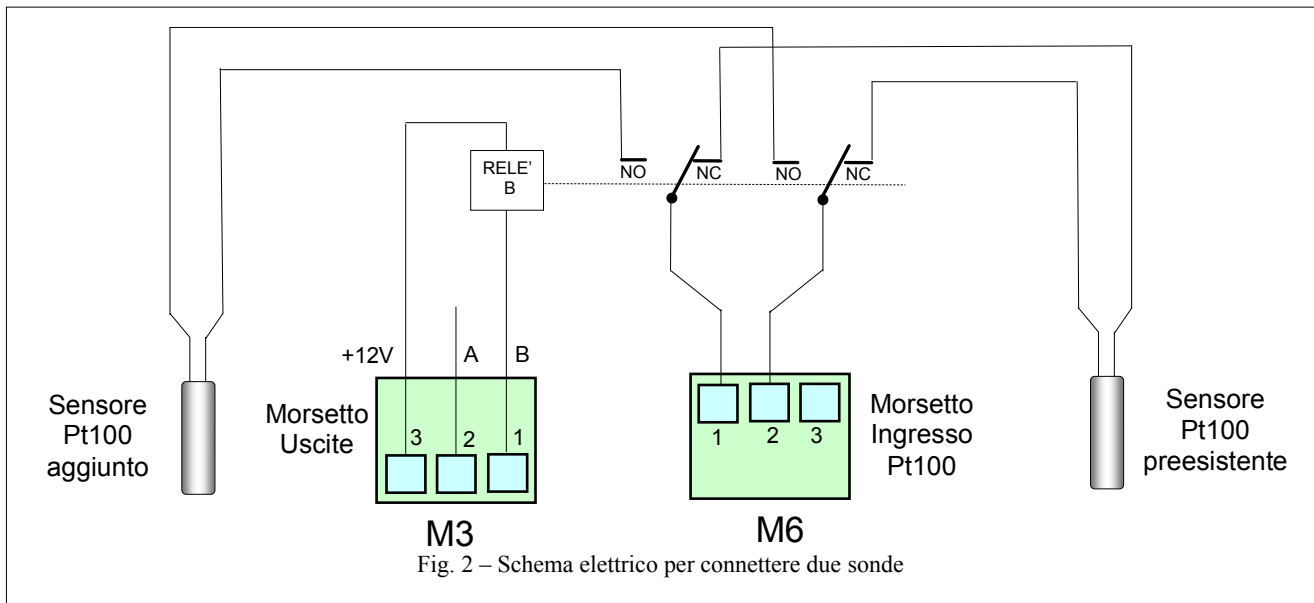 RELE'
B
NO
NC
NO
NC
+12V
A
B
Sensore
Pt100
aggiunto
Morsetto
Uscite
3
2
1
M3
1
2
3
Morsetto
Ingresso
Pt100
M6
Sensore
Pt100
preesistente
Fig. 2 – Schema elettrico per connettere due sonde